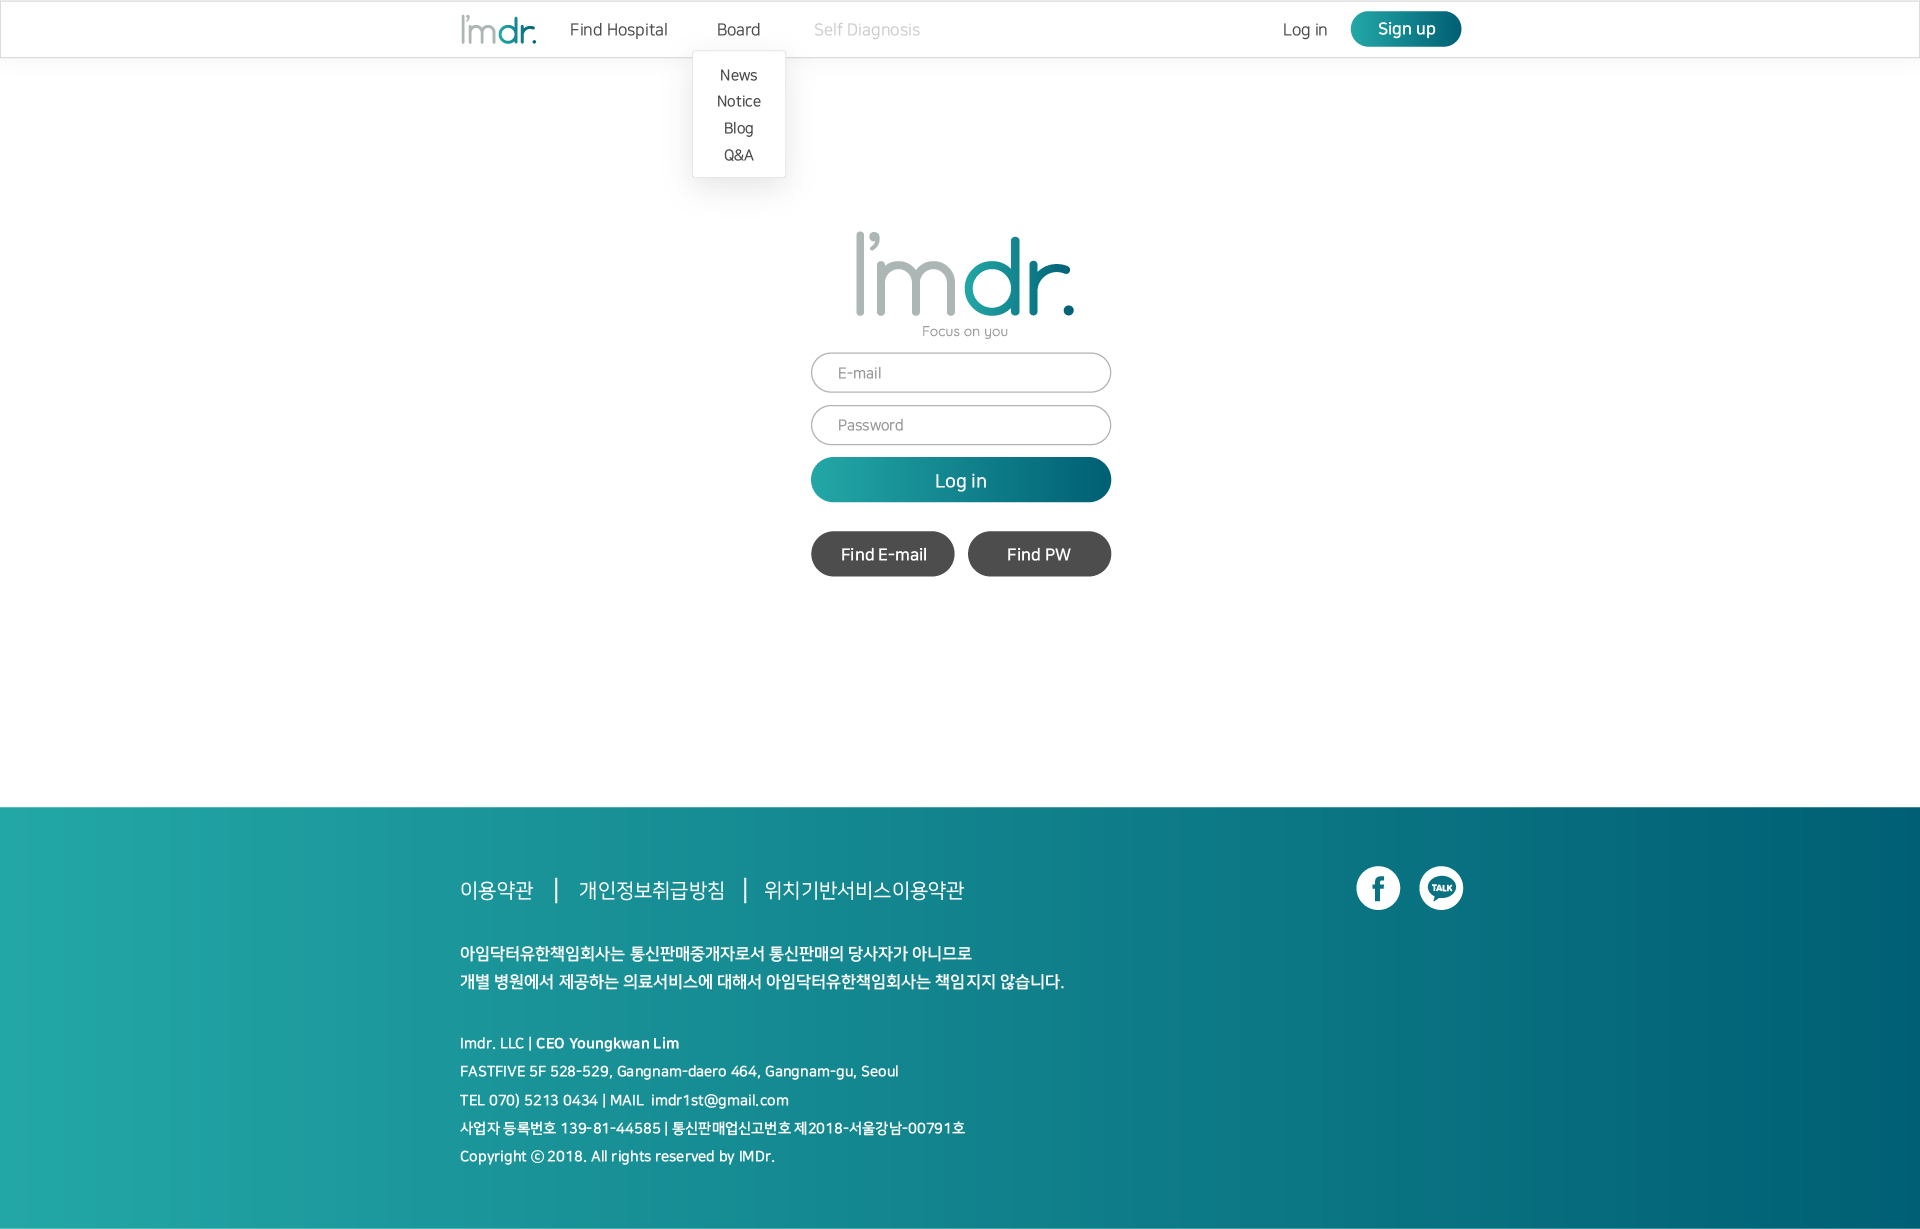 I'mdr. Find Hospital Board Self Diagnosis Log in Sign up
News
Notice
Blog
Q&A
I'mdr.
Focus on you
E-mail
Password
Log in
Find E-mail Find PW
이용약관 | 개인정보취급방침 | 위치기반서비스이용약관
TALK
아임닥터유한책임회사는 통신판매중개자로서 통신판매의 당사자가 아니므로
개별 병원에서 제공하는 의료서비스에 대해서 아임닥터유한책임회사는 책임지지 않습니다.
Imdr. LLC | CEO Youngkwan Lim
FASTFIVE 5F 528-529, Gangnam-daero 464, Gangnam-gu, Seoul
TEL 070) 5213 0434 | MAIL imdr1st@gmail.com
사업자 등록번호 139-81-44585 | 통신판매업신고번호 제2018-서울강남-00791호
Copyright ⓒ 2018. All rights reserved by IMDr.